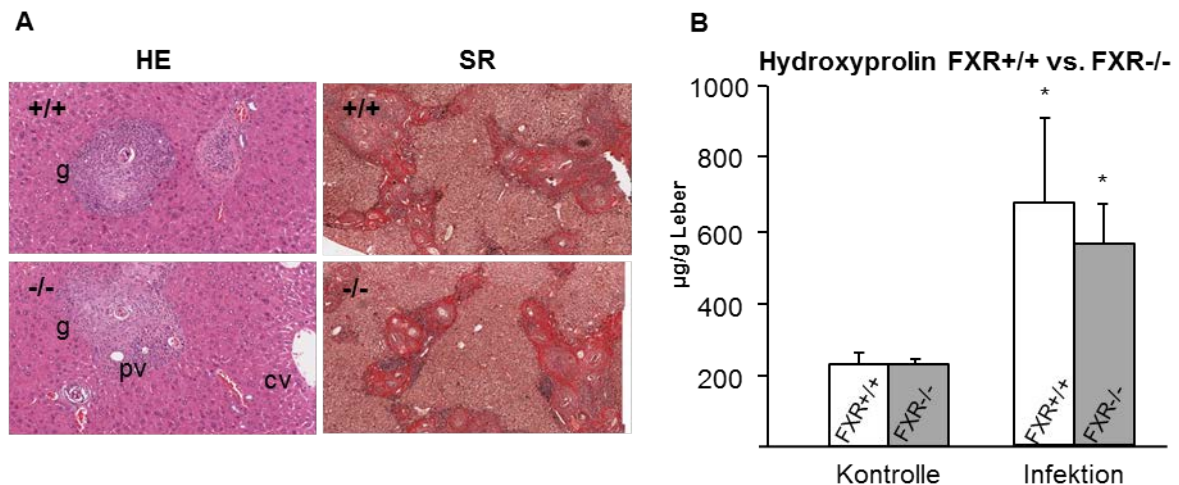 A
HE
SR
+/+
g
+/+
-/-
g
pv
cv
-/-
B
Hydroxyprolin FXR+/+ vs. FXR-/-
µg/g Leber
1000
800
600
400
200
*
*
FXR+/+
FXR-/-
FXR+/+
FXR-/-
Kontrolle
Infektion